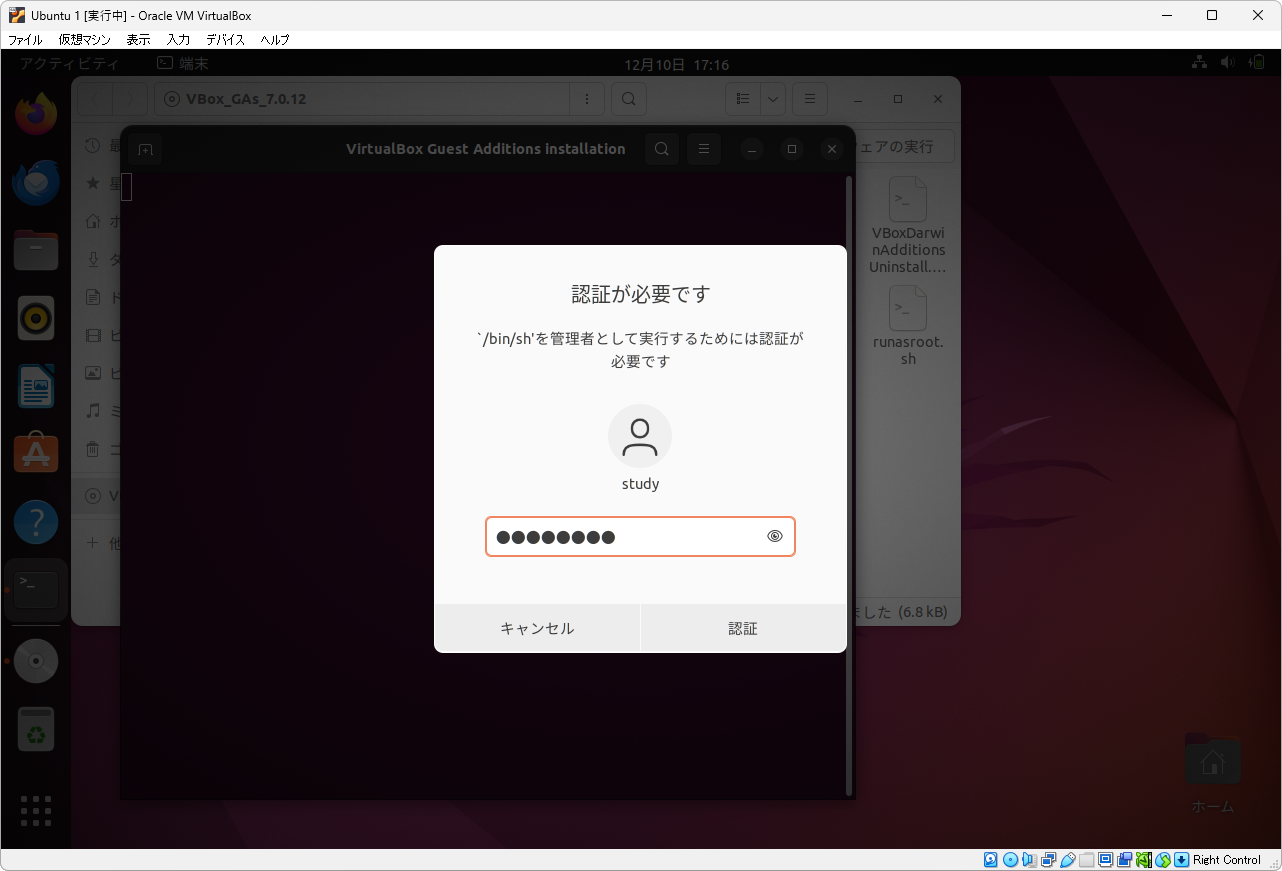 Ubuntu 1 [実行中] - Oracle VM VirtualBox
ファイル 仮想マシン 表示 入力 デバイス ヘルプ
アクティビティ 端末 12月10日 17:16
VBox_GAs_7.0.12
VirtualBox Guest Additions installation
ェアの実行
VBoxDarwi
nAdditions
Uninstall....
runasroot.
sh
認証が必要です
`/bin/sh'を管理者として実行するためには認証が
必要です
study
●●●●●●●●
キャンセル 認証
ました (6.8 kB)
ホーム
Right Control